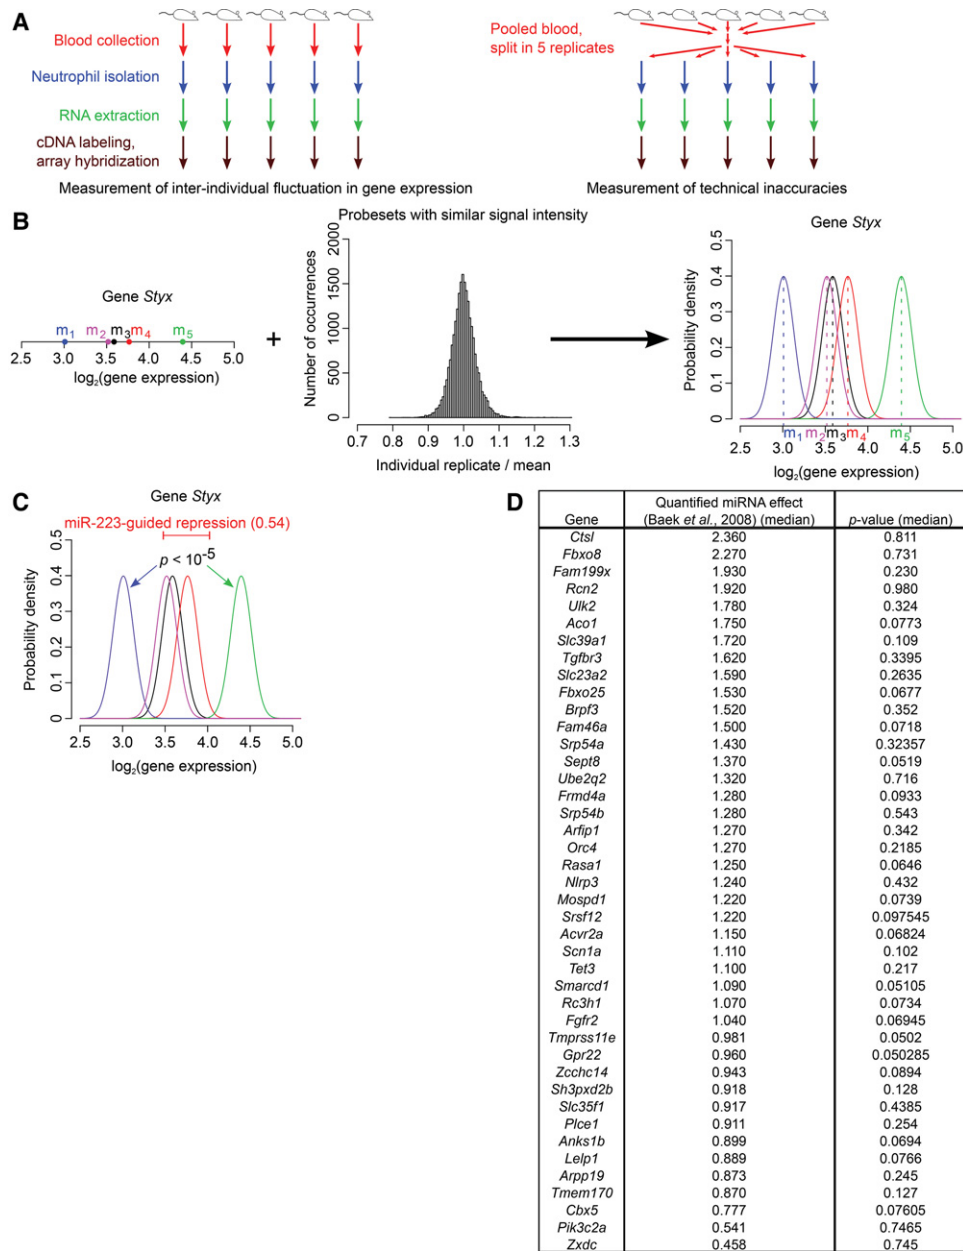 A
Blood collection
Neutrophil isolation
RNA extraction
cDNA labeling,
array hybridization
Measurement of inter-individual fluctuation in gene expression
Pooled blood,
split in 5 replicates
Measurement of technical inaccuracies
B
Gene Styx
m1 m2 m3 m4 m5
2.5 3.0 3.5 4.0 4.5 5.0
log2(gene expression)
+
Probesets with similar signal intensity
Number of occurrences
0 500 1000 1500 2000
0.7 0.8 0.9 1.0 1.1 1.2 1.3
Individual replicate / mean
Gene Styx
Probability density
0 0.1 0.2 0.3 0.4 0.5
m1 m2 m3 m4 m5
2.5 3.0 3.5 4.0 4.5 5.0
log2(gene expression)
C
Gene Styx
miR-223-guided repression (0.54)
p < 10-5
Probability density
0 0.1 0.2 0.3 0.4 0.5
2.5 3.0 3.5 4.0 4.5 5.0
log2(gene expression)
D
Gene Quantified miRNA effect (Baek et al., 2008) (median) p-value (median)
Ctsl 2.360 0.811
Fbxo8 2.270 0.731
Fam199x 1.930 0.230
Rcn2 1.920 0.980
Ulk2 1.780 0.324
Aco1 1.750 0.0773
Slc39a1 1.720 0.109
Tgfbr3 1.620 0.3395
Slc23a2 1.590 0.2635
Fbxo25 1.530 0.0677
Brpf3 1.520 0.352
Fam46a 1.500 0.0718
Srp54a 1.430 0.32357
Sept8 1.370 0.0519
Ube2q2 1.320 0.716
Frmd4a 1.280 0.0933
Srp54b 1.280 0.543
Arfip1 1.270 0.342
Orc4 1.270 0.2185
Rasa1 1.250 0.0646
Nlrp3 1.240 0.432
Mospd1 1.220 0.0739
Srsf12 1.220 0.097545
Acvr2a 1.150 0.06824
Scn1a 1.110 0.102
Tet3 1.100 0.217
Smarcd1 1.090 0.05105
Rc3h1 1.070 0.0734
Fgfr2 1.040 0.06945
Tmprss11e 0.981 0.0502
Gpr22 0.960 0.050285
Zcchc14 0.943 0.0894
Sh3pxd2b 0.918 0.128
Slc35f1 0.917 0.4385
Plce1 0.911 0.254
Anks1b 0.899 0.0694
Lelp1 0.889 0.0766
Arpp19 0.873 0.245
Tmem170 0.870 0.127
Cbx5 0.777 0.07605
Pik3c2a 0.541 0.7465
Zxdc 0.458 0.745